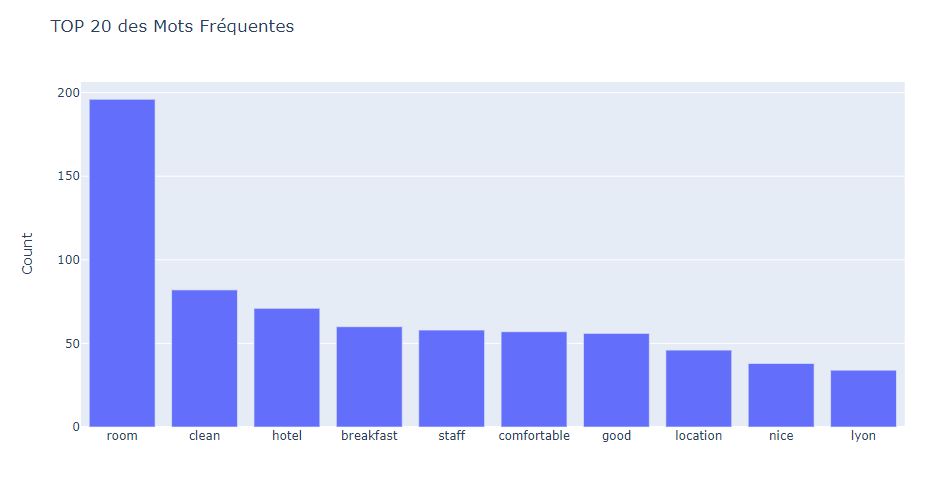 TOP 20 des Mots Fréquentes
Count
200
150
100
50
0
room clean hotel breakfast staff comfortable good location nice lyon